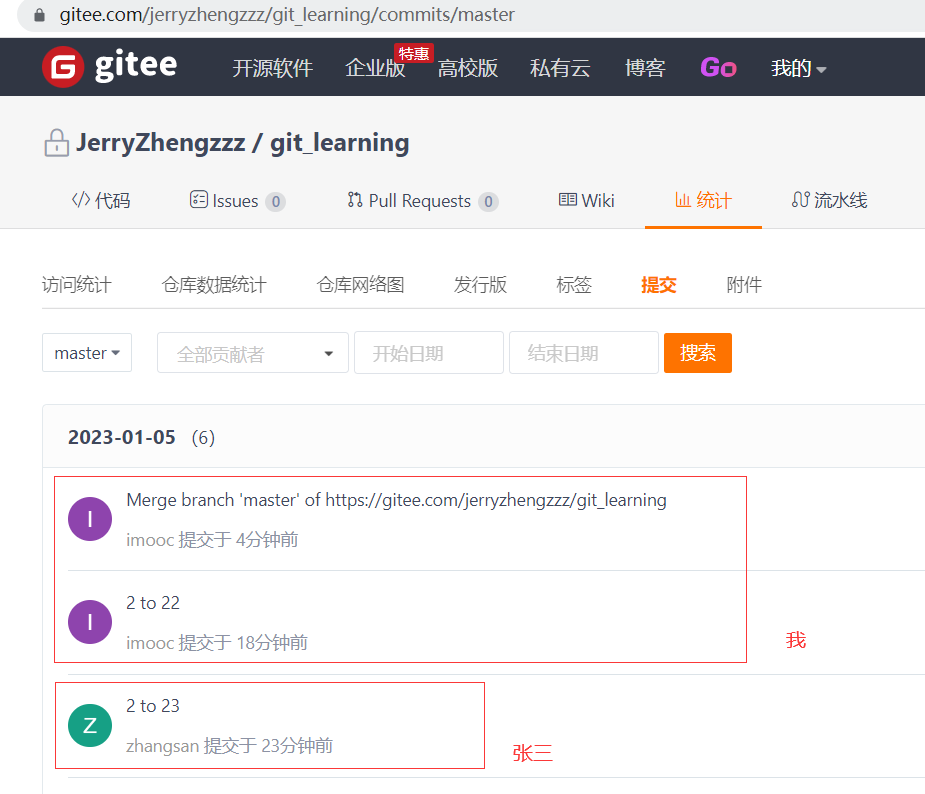 gitee.com/jerryzhengzzz/git_learning/commits/master
G gitee 开源软件 企业版 特惠 高校版 私有云 博客 Go 我的
JerryZhengzzz / git_learning
代码 Issues 0 Pull Requests 0 Wiki 统计 流水线
访问统计 仓库数据统计 仓库网络图 发行版 标签 提交 附件
master 全部贡献者 开始日期 结束日期 搜索
2023-01-05 (6)
I Merge branch 'master' of https://gitee.com/jerryzhengzzz/git_learning
imooc 提交于 4分钟前
I 2 to 22
imooc 提交于 18分钟前
我
Z 2 to 23
zhangsan 提交于 23分钟前
张三